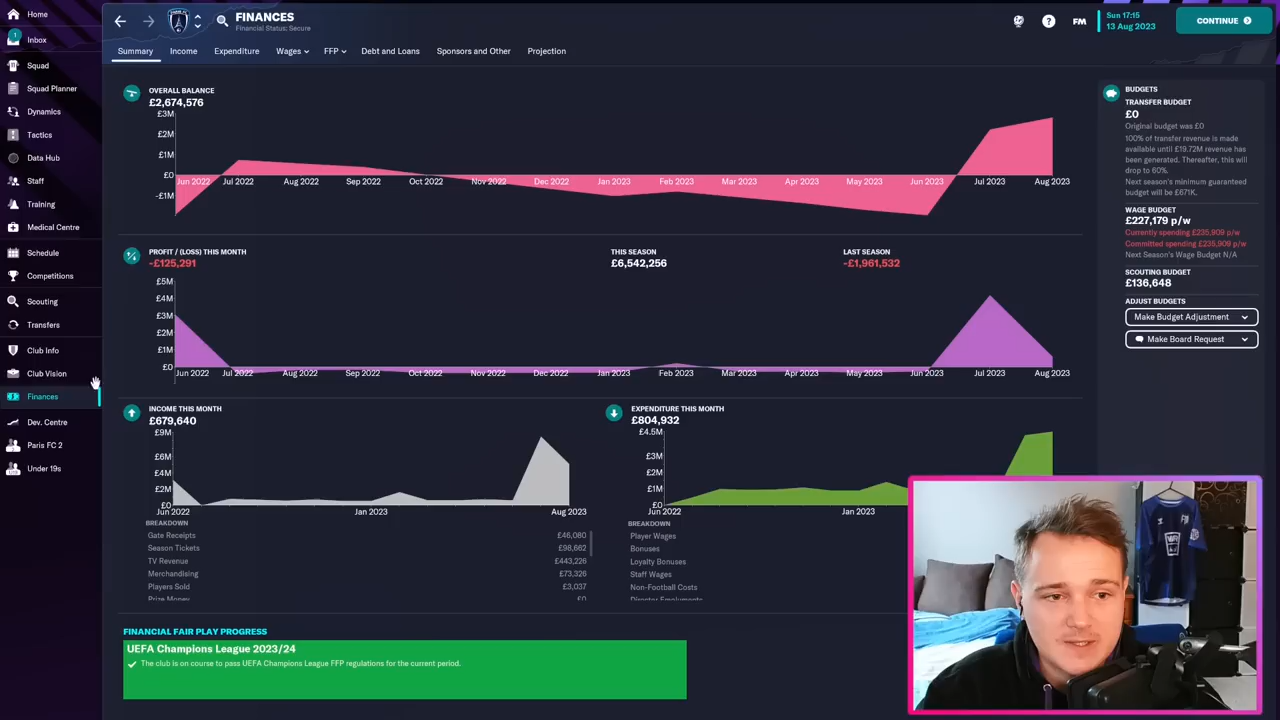 FINANCES
Financial Status: Secure
FM
Sun 17:15
13 Aug 2023
CONTINUE
Summary
Income
Expenditure
Wages
FFP
Debt and Loans
Sponsors and Other
Projection
Home
1
Inbox
Squad
Squad Planner
Dynamics
Tactics
Data Hub
Staff
Training
Medical Centre
Schedule
Competitions
Scouting
Transfers
Club Info
Club Vision
Finances
Dev. Centre
Paris FC 2
Under 19s
OVERALL BALANCE
£2,674,576
£3M
£2M
£1M
£0
-£1M
Jun 2022 Jul 2022 Aug 2022 Sep 2022 Oct 2022 Nov 2022 Dec 2022 Jan 2023 Feb 2023 Mar 2023 Apr 2023 May 2023 Jun 2023 Jul 2023 Aug 2023
PROFIT / (LOSS) THIS MONTH
-£125,291
THIS SEASON
£6,542,256
LAST SEASON
-£1,961,532
£5M
£4M
£3M
£2M
£1M
£0
Jun 2022 Jul 2022 Aug 2022 Sep 2022 Oct 2022 Nov 2022 Dec 2022 Jan 2023 Feb 2023 Mar 2023 Apr 2023 May 2023 Jun 2023 Jul 2023 Aug 2023
INCOME THIS MONTH
£679,640
£9M
£6M
£4M
£2M
£0
Jun 2022 Jan 2023 Aug 2023
BREAKDOWN
Gate Receipts £46,080
Season Tickets £98,662
TV Revenue £443,226
Merchandising £73,326
Players Sold £3,037
Prize Money £0
EXPENDITURE THIS MONTH
£804,932
£4.5M
£3M
£2M
£1M
£0
Jun 2022 Jan 2023
BREAKDOWN
Player Wages
Bonuses
Loyalty Bonuses
Staff Wages
Non-Football Costs
Director Emoluments
FINANCIAL FAIR PLAY PROGRESS
UEFA Champions League 2023/24
The club is on course to pass UEFA Champions League FFP regulations for the current period.
BUDGETS
TRANSFER BUDGET
£0
Original budget was £0
100% of transfer revenue is made
available until £19.72M revenue has
been generated. Thereafter, this will
drop to 60%.
Next season's minimum guaranteed
budget will be £671K.
WAGE BUDGET
£227,179 p/w
Currently spending £235,909 p/w
Committed spending £235,909 p/w
Next Season's Wage Budget N/A
SCOUTING BUDGET
£136,648
ADJUST BUDGETS
Make Budget Adjustment
Make Board Request